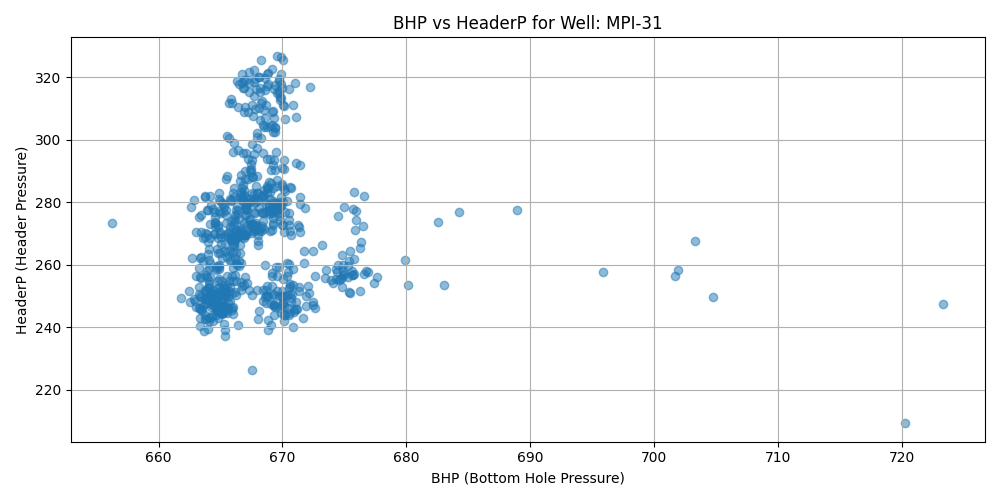 BHP vs HeaderP for Well: MPI-31
HeaderP (Header Pressure)
320
300
280
260
240
220
660 670 680 690 700 710 720
BHP (Bottom Hole Pressure)